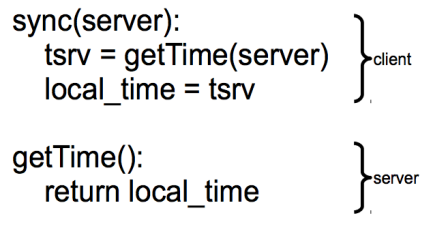 sync(server):
tsrv = getTime(server)
local_time = tsrv
client
getTime():
return local_time
server